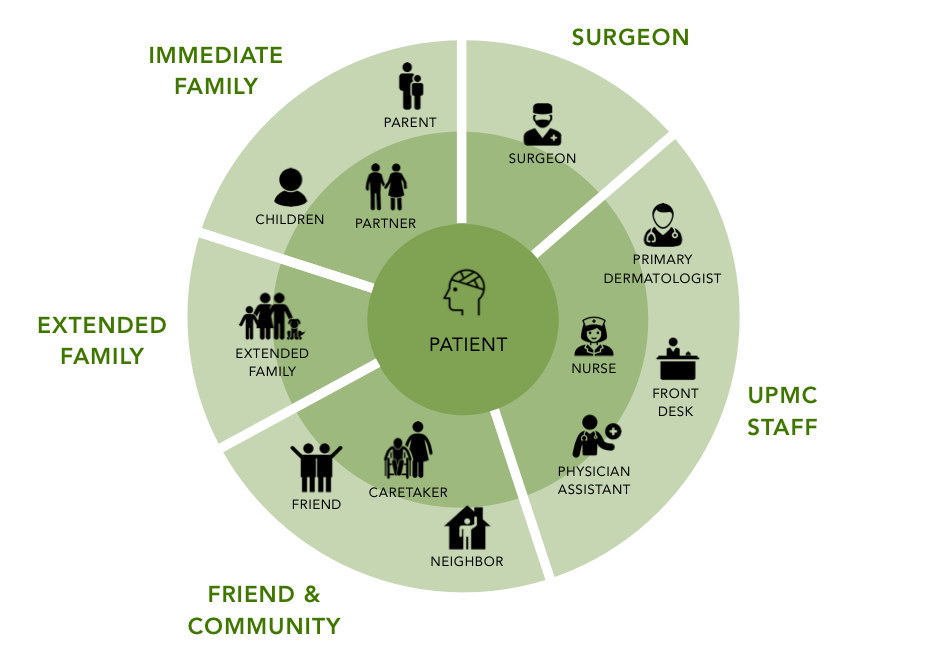 SURGEON
IMMEDIATE
FAMILY
PARENT
SURGEON
CHILDREN
PARTNER
PRIMARY
DERMATOLOGIST
EXTENDED
FAMILY
EXTENDED
FAMILY
PATIENT
NURSE
FRONT
DESK
UPMC
STAFF
PHYSICIAN
ASSISTANT
CARETAKER
FRIEND
NEIGHBOR
FRIEND &
COMMUNITY